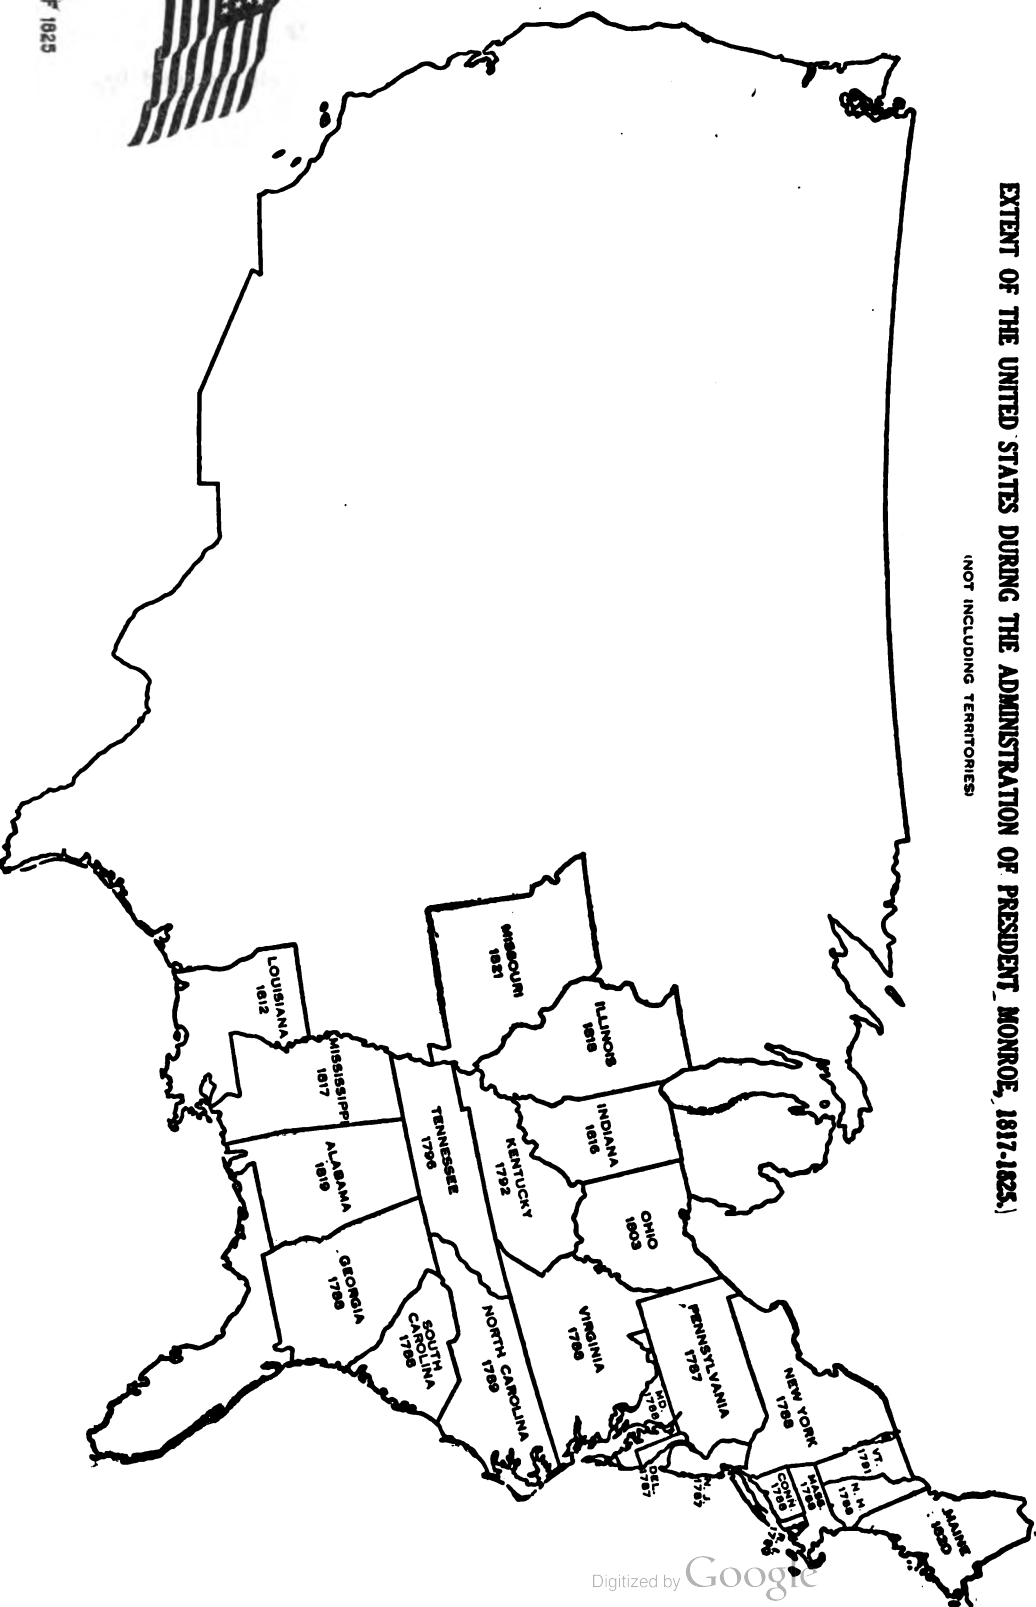 EXTENT OF THE UNITED STATES DURING THE ADMINISTRATION OF PRESIDENT MONROE, 1817-1825.
(NOT INCLUDING TERRITORIES)
MAINE
1820
VT.
1791
N. H.
1788
MASS.
1788
CONN.
1788
NEW YORK
1788
N. J.
1787
PENNSYLVANIA
1787
DEL.
1787
MD.
1788
OHIO
1803
INDIANA
1816
ILLINOIS
1818
MISSOURI
1821
VIRGINIA
1788
KENTUCKY
1792
NORTH CAROLINA
1789
TENNESSEE
1796
SOUTH
CAROLINA
1788
GEORGIA
1788
ALABAMA
1819
MISSISSIPPI
1817
LOUISIANA
1812
1825
Digitized by Google